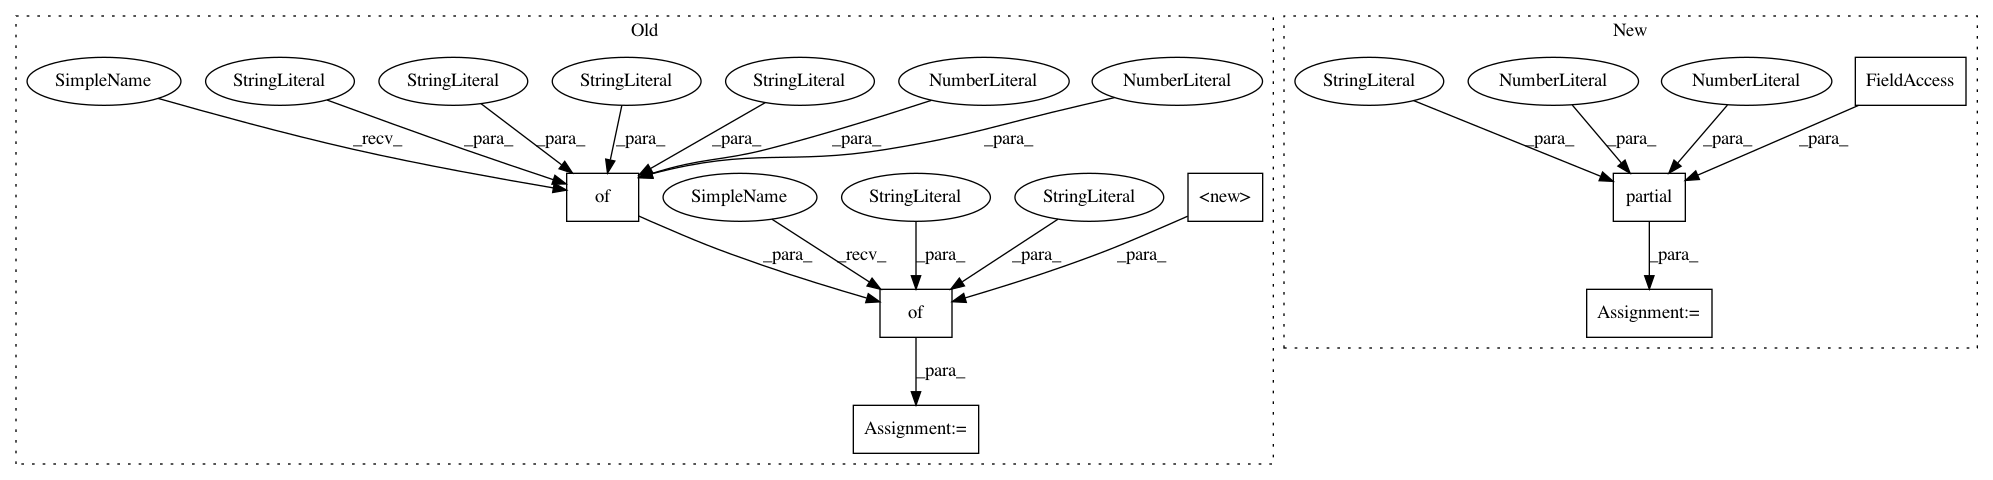 Old
New
SimpleName
StringLiteral
StringLiteral
StringLiteral
StringLiteral
NumberLiteral
NumberLiteral
StringLiteral
NumberLiteral
NumberLiteral
FieldAccess
_recv_
_para_
_para_
_para_
_para_
_para_
_para_
_para_
_para_
_para_
_para_
of
SimpleName
StringLiteral
StringLiteral
<new>
partial
_para_
_recv_
_para_
_para_
_para_
_para_
of
Assignment:=
_para_
Assignment:=